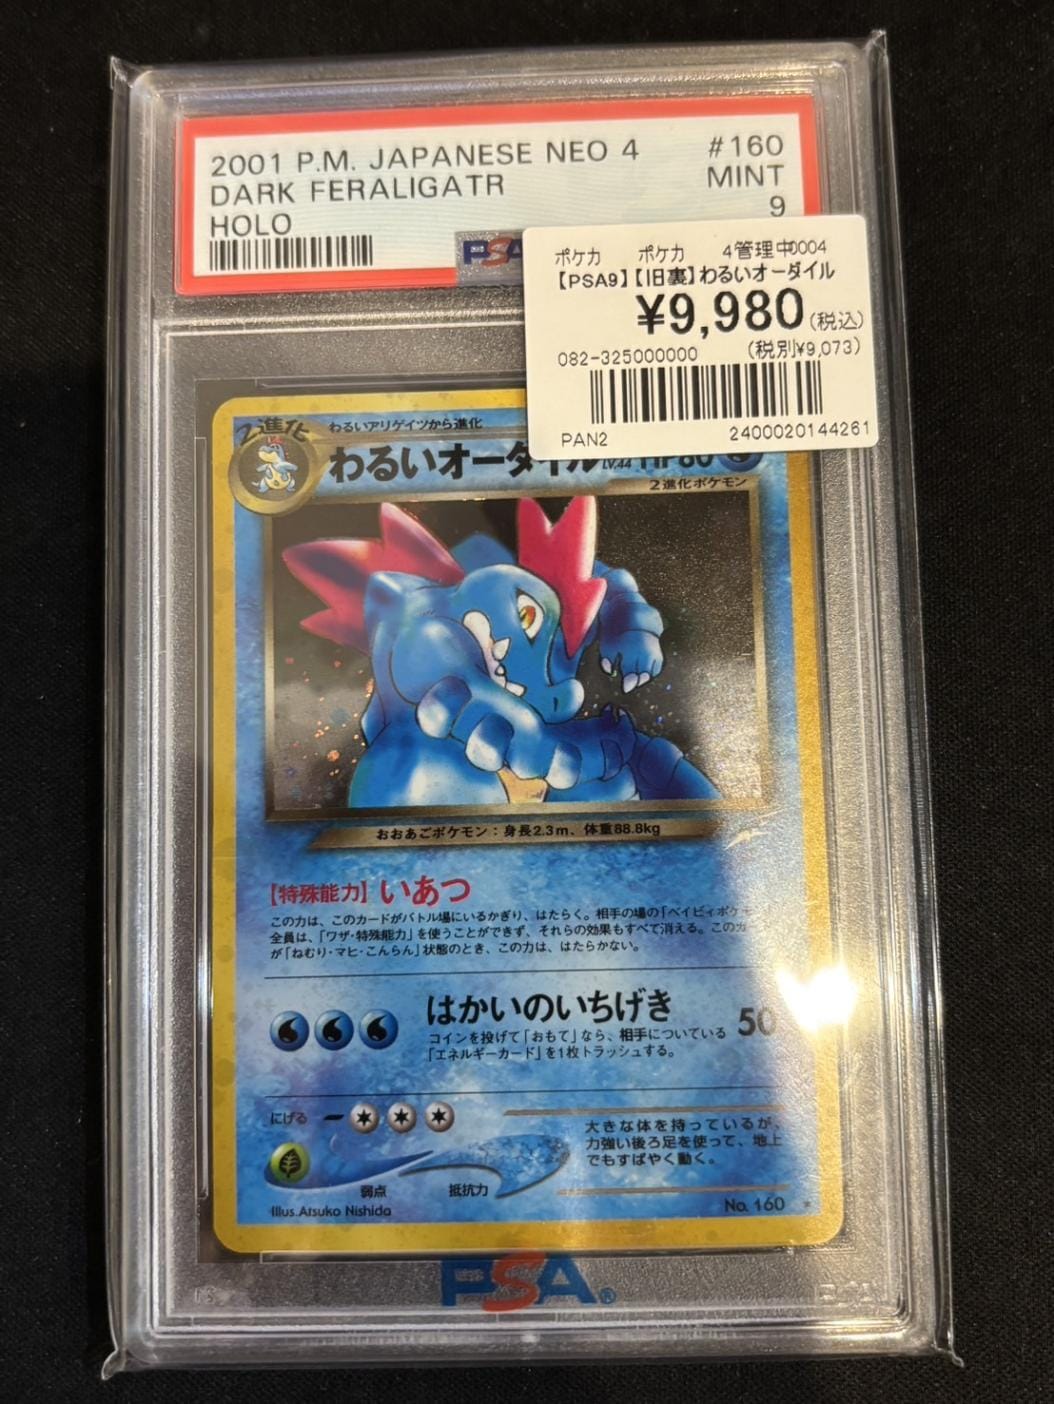 2001 P.M. JAPANESE NEO 4 #160
DARK FERALIGATR MINT
HOLO 9
PSA
ポケカ ポケカ 4管理中0004
【PSA9】【旧裏】わるいオーダイル
¥9,980(税込)
082-325000000 (税別¥9,073)
PAN2 2400020144261
2進化
わるいアリゲイツから進化
わるいオーダイル LV.44 HP80
2進化ポケモン
おおあごポケモン:身長2.3m、体重88.8kg
【特殊能力】いあつ
この力は、このカードがバトル場にいるかぎり、はたらく。相手の場の「ベイビィポケモ
全員は、「ワザ・特殊能力」を使うことができず、それらの効果もすべて消える。この
が「ねむり・マヒ・こんらん」状態のとき、この力は、はたらかない。
はかいのいちげき 50
コインを投げて「おもて」なら、相手についている
「エネルギーカード」を1枚トラッシュする。
にげる
大きな体を持っているが、
力強い後ろ足を使って、地上
でもすばやく動く。
弱点 抵抗力
Illus.Atsuko Nishida No. 160
PSA®